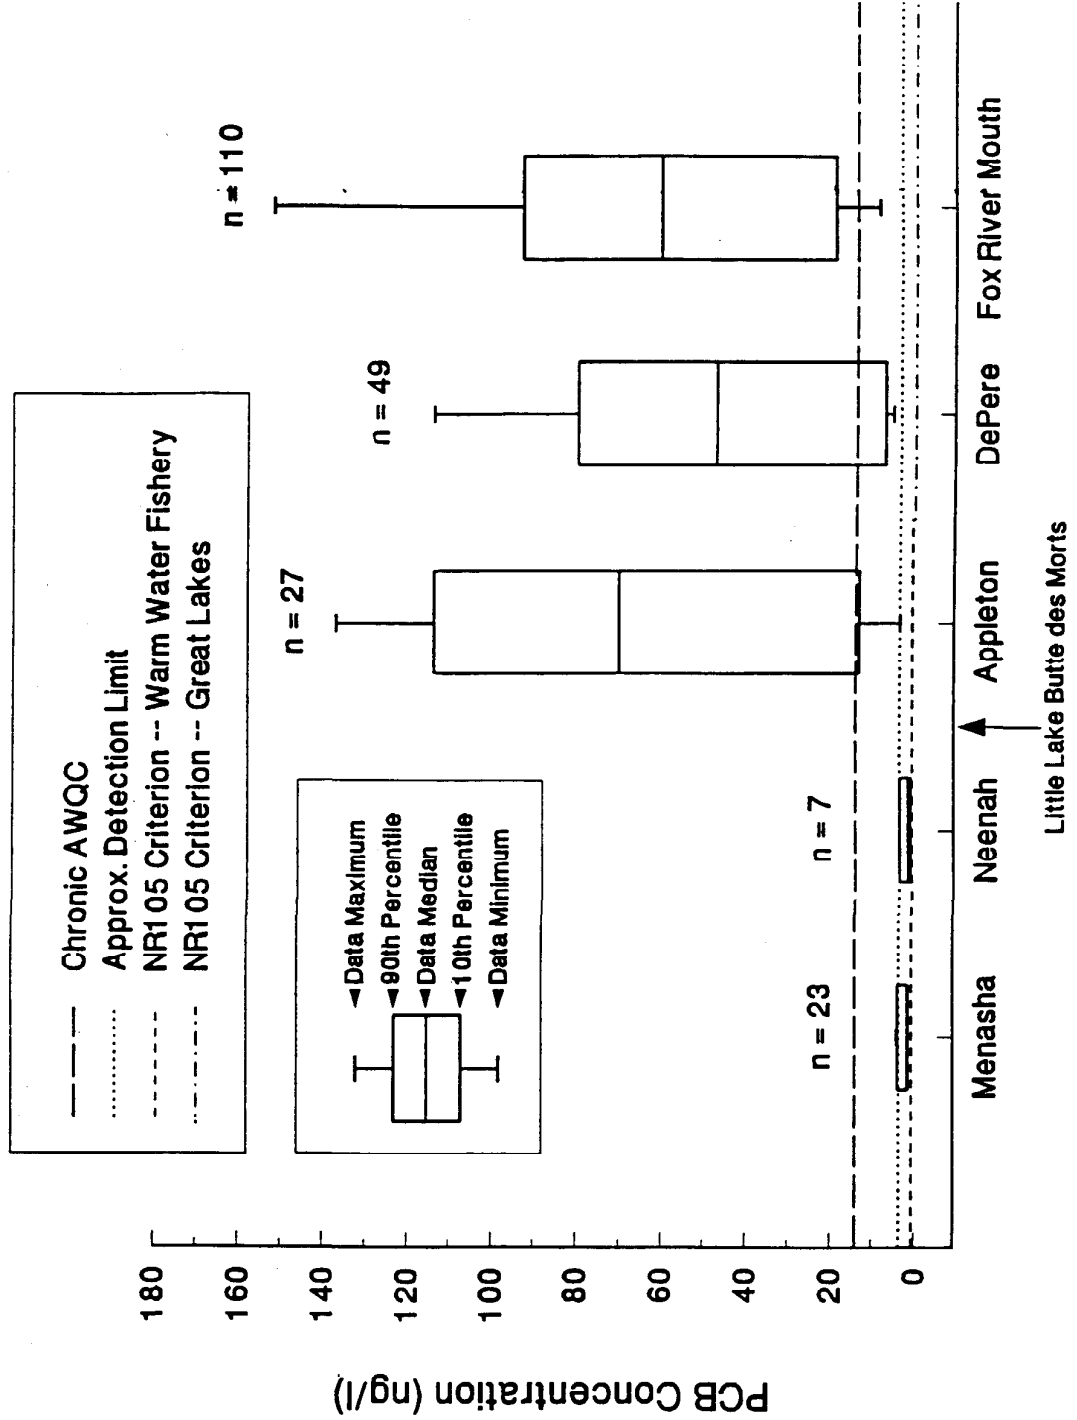 Chronic AWQC
Approx. Detection Limit
NR105 Criterion -- Warm Water Fishery
NR105 Criterion -- Great Lakes
Data Maximum
90th Percentile
Data Median
10th Percentile
Data Minimum
PCB Concentration (ng/l)
180
160
140
120
100
80
60
40
20
0
n = 23
n = 7
n = 27
n = 49
n = 110
Menasha
Neenah
Appleton
DePere
Fox River Mouth
Little Lake Butte des Morts